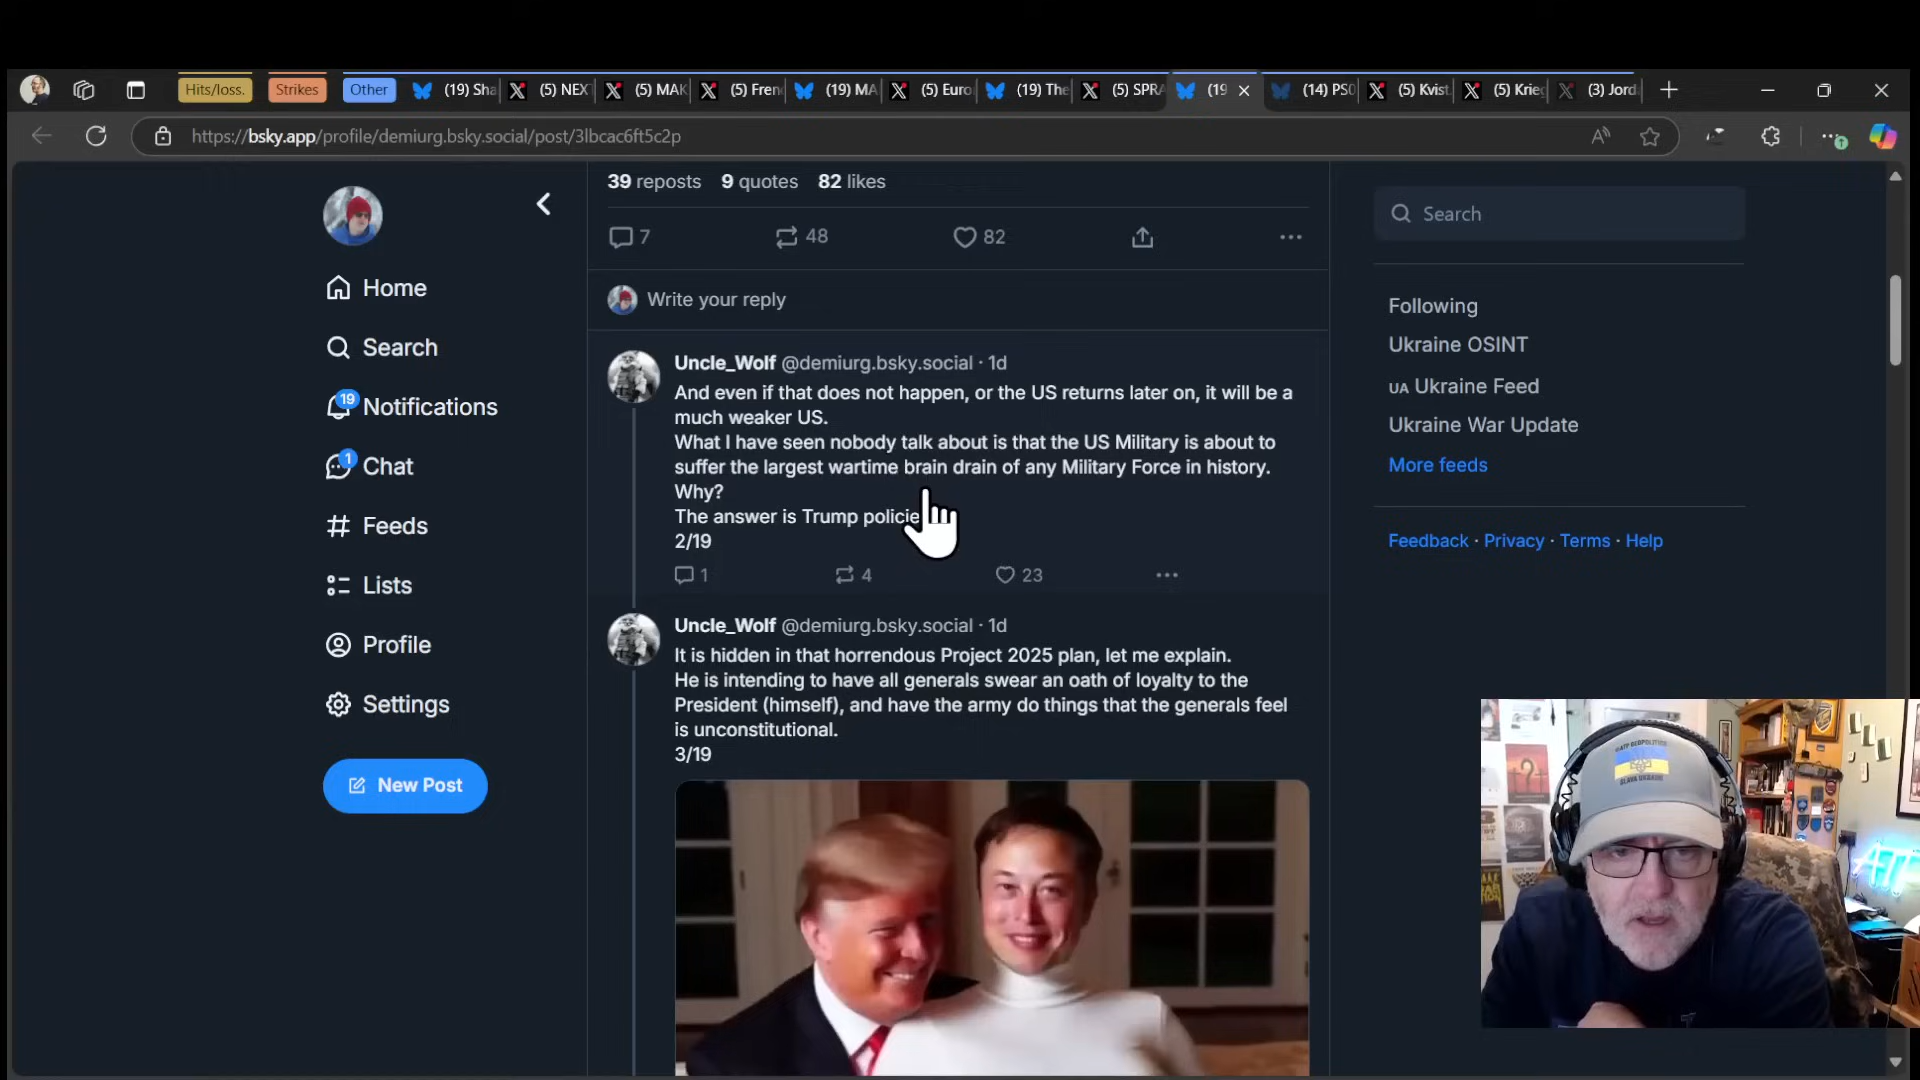 Hits/loss.
Strikes
Other
(19) Sha
(5) NEX
(5) MAK
(5) Fren
(19) MA
(5) Euro
(19) The
(5) SPRA
(19
(14) PS0
(5) Kvist
(5) Krieg
(3) Jord
https://bsky.app/profile/demiurg.bsky.social/post/3lbcac6ft5c2p
39 reposts 9 quotes 82 likes
7 48 82
Write your reply
Home
Search
19
Notifications
1
Chat
Feeds
Lists
Profile
Settings
New Post
Uncle_Wolf @demiurg.bsky.social · 1d
And even if that does not happen, or the US returns later on, it will be a
much weaker US.
What I have seen nobody talk about is that the US Military is about to
suffer the largest wartime brain drain of any Military Force in history.
Why?
The answer is Trump policie
2/19
1 4 23
Uncle_Wolf @demiurg.bsky.social · 1d
It is hidden in that horrendous Project 2025 plan, let me explain.
He is intending to have all generals swear an oath of loyalty to the
President (himself), and have the army do things that the generals feel
is unconstitutional.
3/19
Search
Following
Ukraine OSINT
UA Ukraine Feed
Ukraine War Update
More feeds
Feedback · Privacy · Terms · Help
SLAVA UKRAINI
ATP